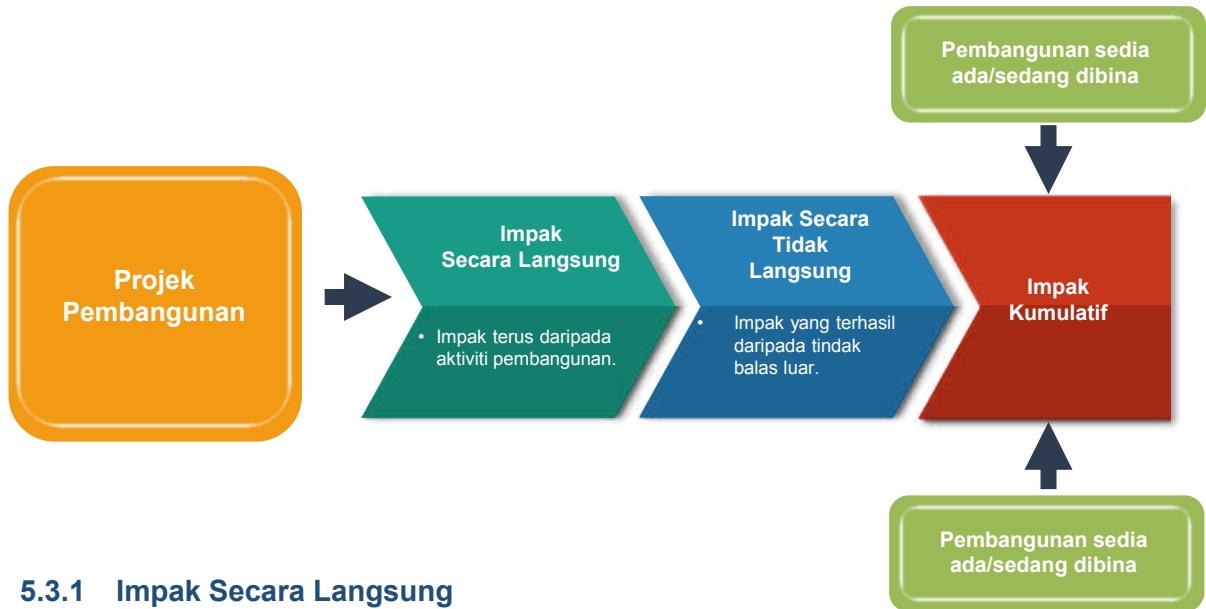 Pembangunan sedia
ada/sedang dibina
Projek
Pembangunan
Impak
Secara Langsung
• Impak terus daripada
aktiviti pembangunan.
Impak Secara
Tidak
Langsung
• Impak yang terhasil
daripada tindak
balas luar.
Impak
Kumulatif
Pembangunan sedia
ada/sedang dibina
5.3.1 Impak Secara Langsung